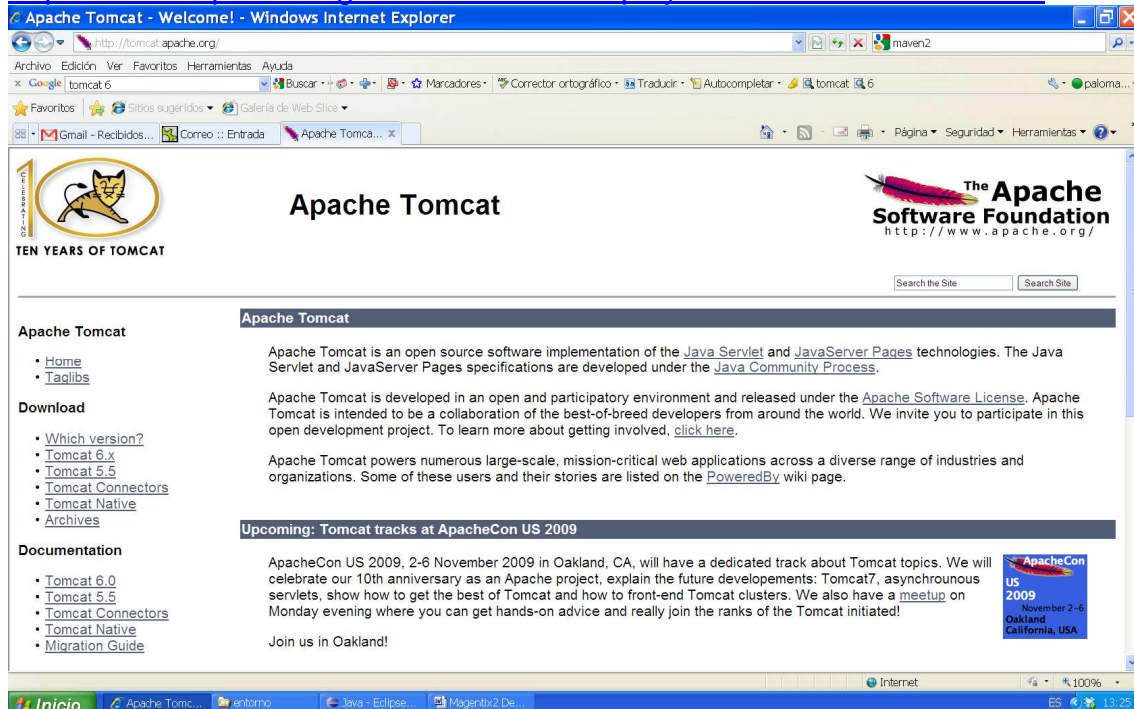 Apache Tomcat - Welcome! - Windows Internet Explorer
http://tomcat.apache.org/
maven2
Archivo Edición Ver Favoritos Herramientas Ayuda
x Google tomcat 6 Buscar Marcadores Corrector ortográfico Traducir Autocompletar tomcat 6 paloma...
Favoritos Sitios sugeridos Galería de Web Slice
Gmail - Recibidos... Correo :: Entrada Apache Tomca... x Página Seguridad Herramientas
CELEBRATING
10
TEN YEARS OF TOMCAT
Apache Tomcat
The Apache
Software Foundation
http://www.apache.org/
Search the Site Search Site
Apache Tomcat
• Home
• Taglibs
Download
• Which version?
• Tomcat 6.x
• Tomcat 5.5
• Tomcat Connectors
• Tomcat Native
• Archives
Documentation
• Tomcat 6.0
• Tomcat 5.5
• Tomcat Connectors
• Tomcat Native
• Migration Guide
Apache Tomcat
Apache Tomcat is an open source software implementation of the Java Servlet and JavaServer Pages technologies. The Java
Servlet and JavaServer Pages specifications are developed under the Java Community Process.
Apache Tomcat is developed in an open and participatory environment and released under the Apache Software License. Apache
Tomcat is intended to be a collaboration of the best-of-breed developers from around the world. We invite you to participate in this
open development project. To learn more about getting involved, click here.
Apache Tomcat powers numerous large-scale, mission-critical web applications across a diverse range of industries and
organizations. Some of these users and their stories are listed on the PoweredBy wiki page.
Upcoming: Tomcat tracks at ApacheCon US 2009
ApacheCon US 2009, 2-6 November 2009 in Oakland, CA, will have a dedicated track about Tomcat topics. We will
celebrate our 10th anniversary as an Apache project, explain the future developements: Tomcat7, asynchrounous
servlets, show how to get the best of Tomcat and how to front-end Tomcat clusters. We also have a meetup on
Monday evening where you can get hands-on advice and really join the ranks of the Tomcat initiated!
Join us in Oakland!
ApacheCon
US
2009
November 2-6
Oakland
California, USA
Internet 100%
Inicio Apache Tomc... entorno Java - Eclipse... Magentix2 De... ES 13:25